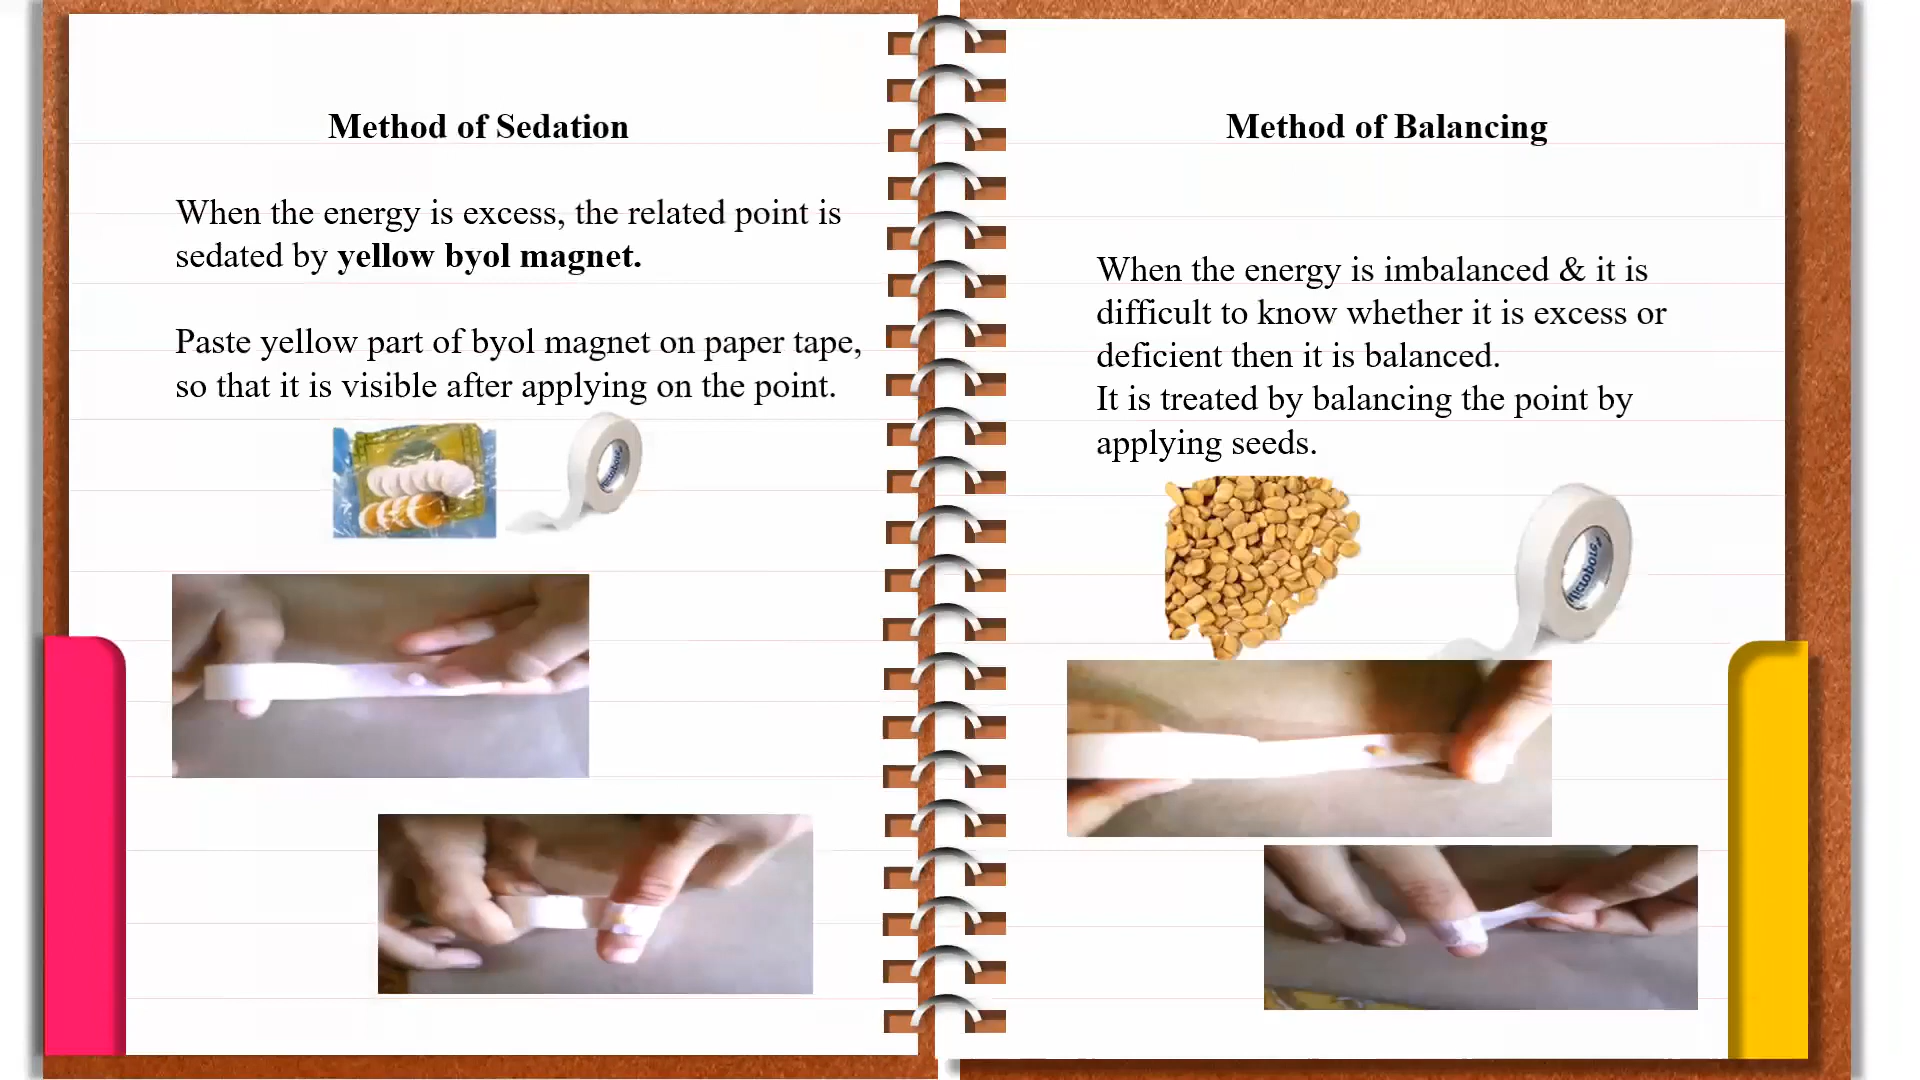 Method of Sedation
When the energy is excess, the related point is
sedated by yellow byol magnet.
Paste yellow part of byol magnet on paper tape,
so that it is visible after applying on the point.
Method of Balancing
When the energy is imbalanced & it is
difficult to know whether it is excess or
deficient then it is balanced.
It is treated by balancing the point by
applying seeds.